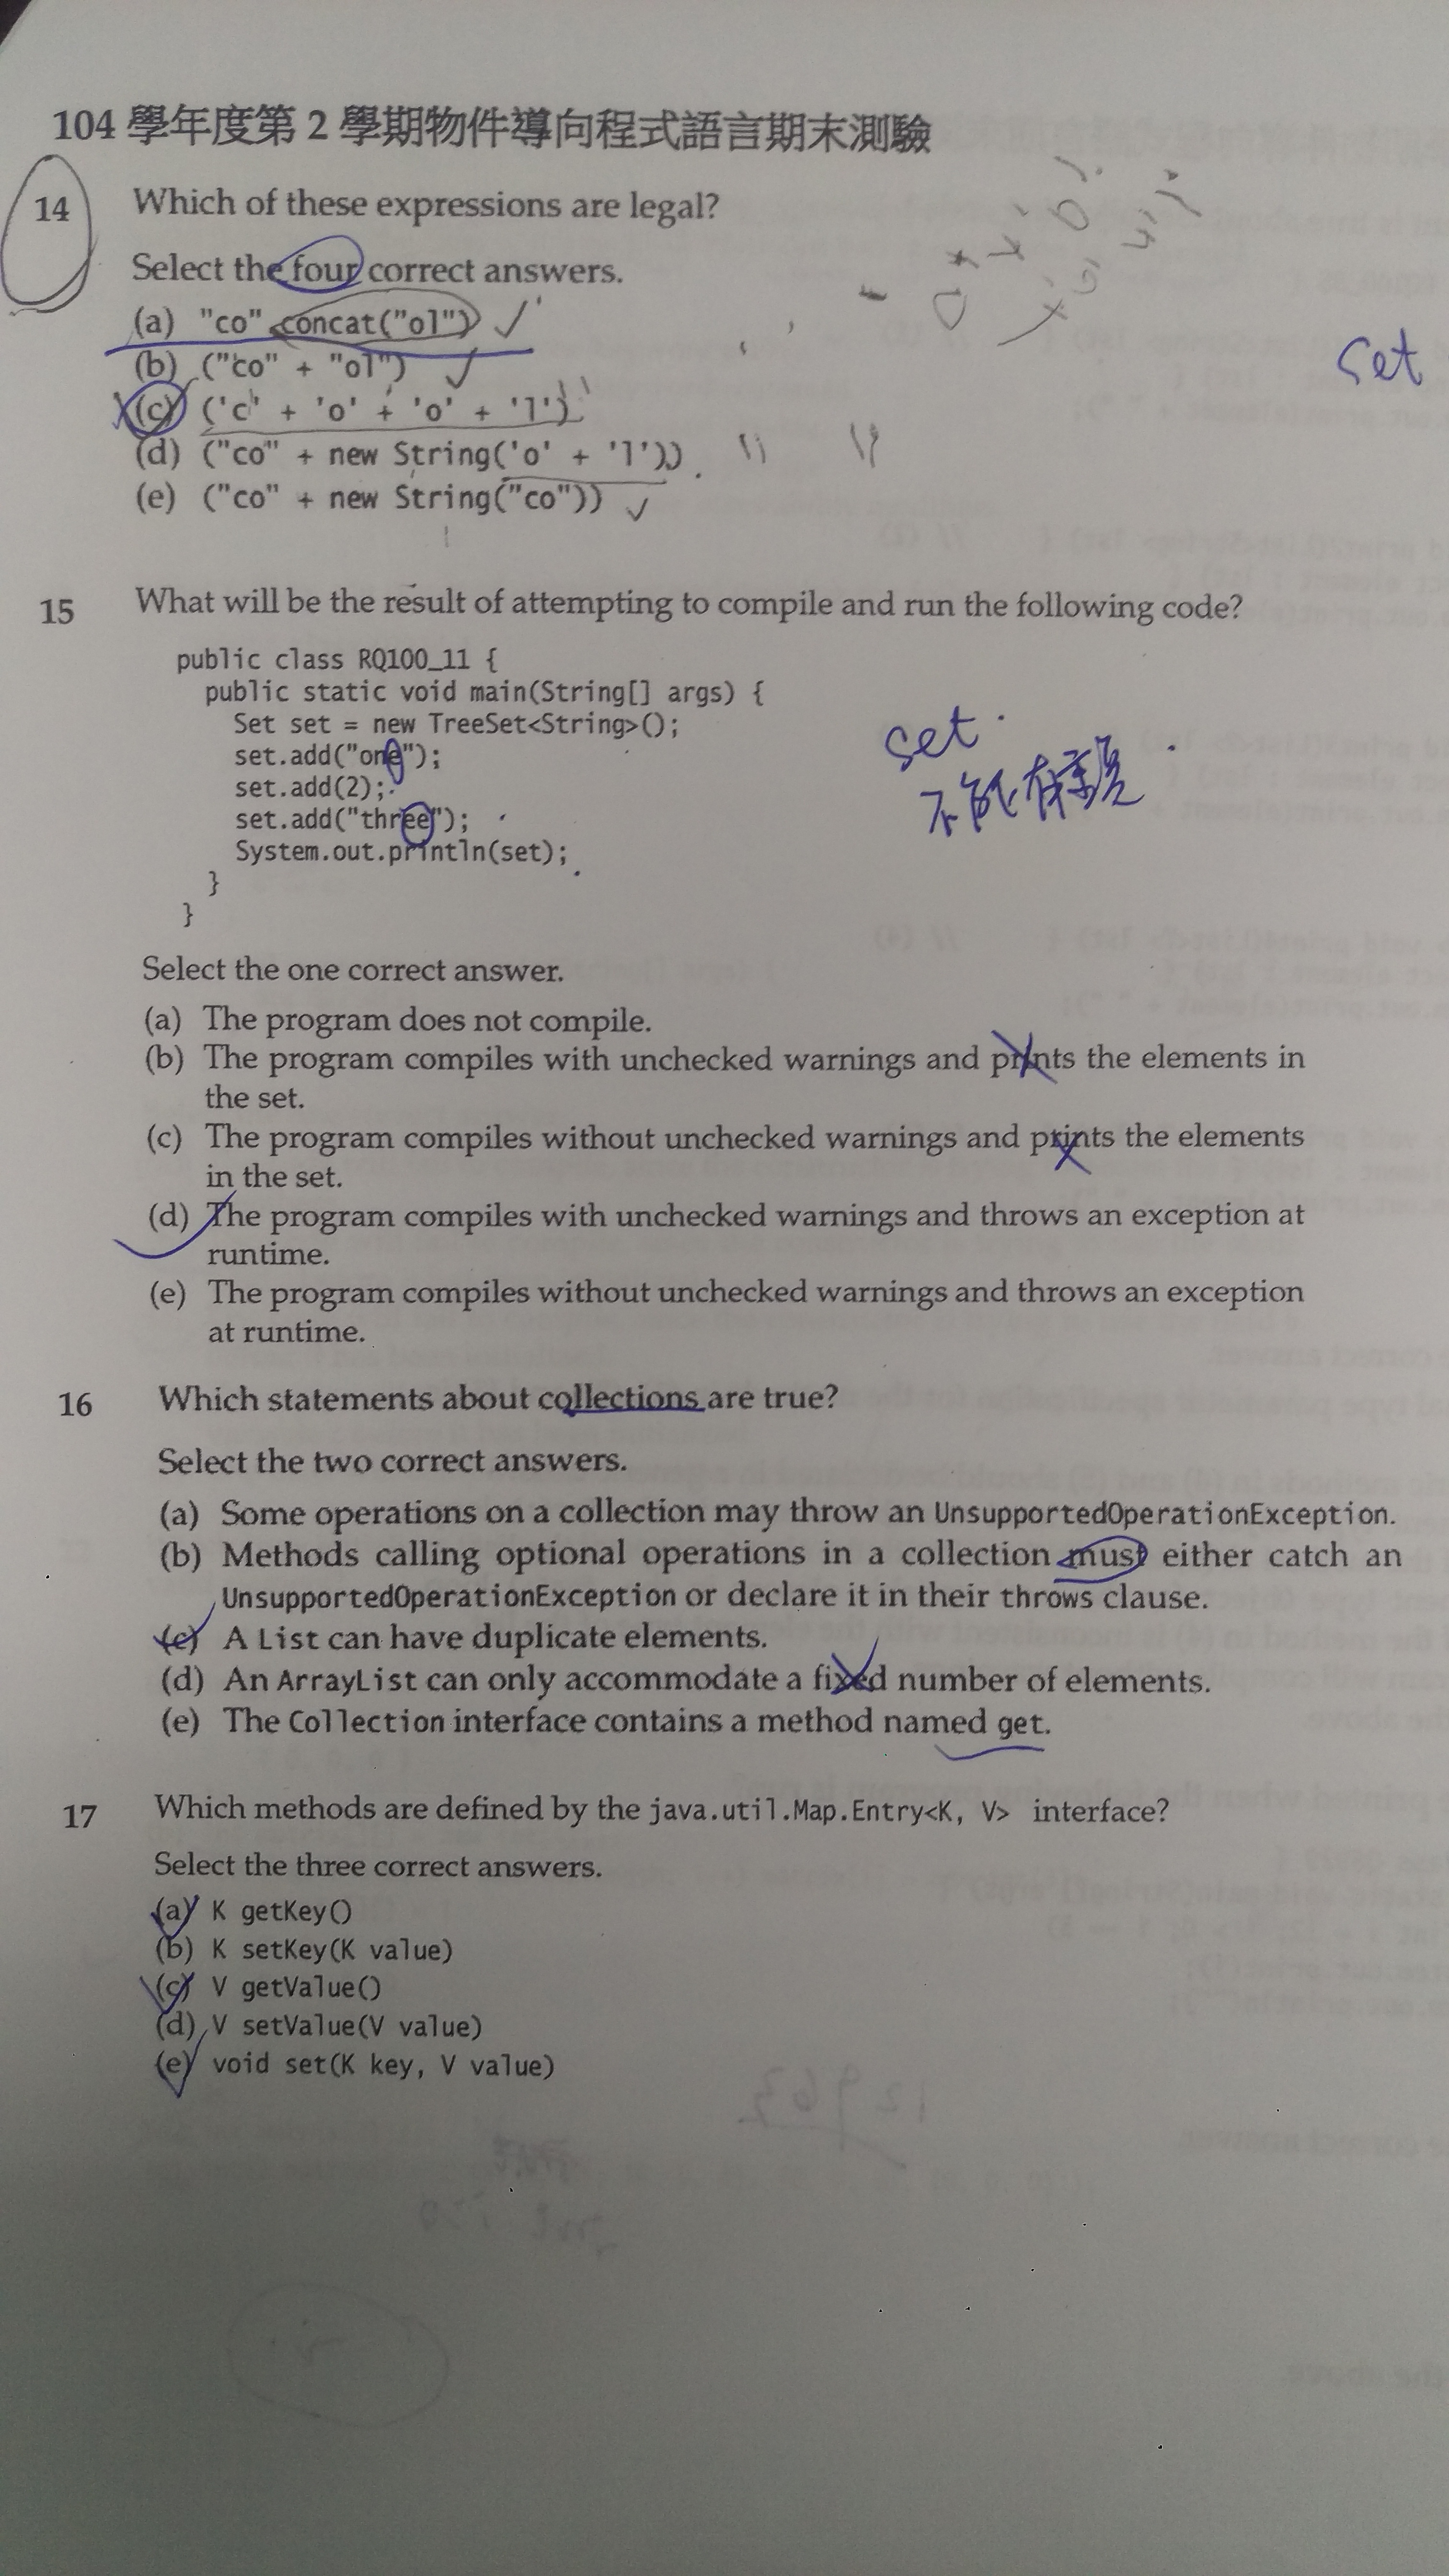 104 學年度第 2 學期物件導向程式語言期末測驗
14 Which of these expressions are legal?
Select the four correct answers.
(a) "co".concat("ol")
(b) ("co" + "ol")
(c) ('c' + 'o' + 'o' + 'l')
(d) ("co" + new String('o' + 'l'))
(e) ("co" + new String("co"))
set
15 What will be the result of attempting to compile and run the following code?
public class RQ100_11 {
public static void main(String[] args) {
Set set = new TreeSet<String>();
set.add("one");
set.add(2);
set.add("three");
System.out.println(set);
}
}
set
不能有重複
Select the one correct answer.
(a) The program does not compile.
(b) The program compiles with unchecked warnings and prints the elements in
the set.
(c) The program compiles without unchecked warnings and prints the elements
in the set.
(d) The program compiles with unchecked warnings and throws an exception at
runtime.
(e) The program compiles without unchecked warnings and throws an exception
at runtime.
16 Which statements about collections are true?
Select the two correct answers.
(a) Some operations on a collection may throw an UnsupportedOperationException.
(b) Methods calling optional operations in a collection must either catch an
UnsupportedOperationException or declare it in their throws clause.
(c) A List can have duplicate elements.
(d) An ArrayList can only accommodate a fixed number of elements.
(e) The Collection interface contains a method named get.
17 Which methods are defined by the java.util.Map.Entry<K, V> interface?
Select the three correct answers.
(a) K getKey()
(b) K setKey(K value)
(c) V getValue()
(d) V setValue(V value)
(e) void set(K key, V value)